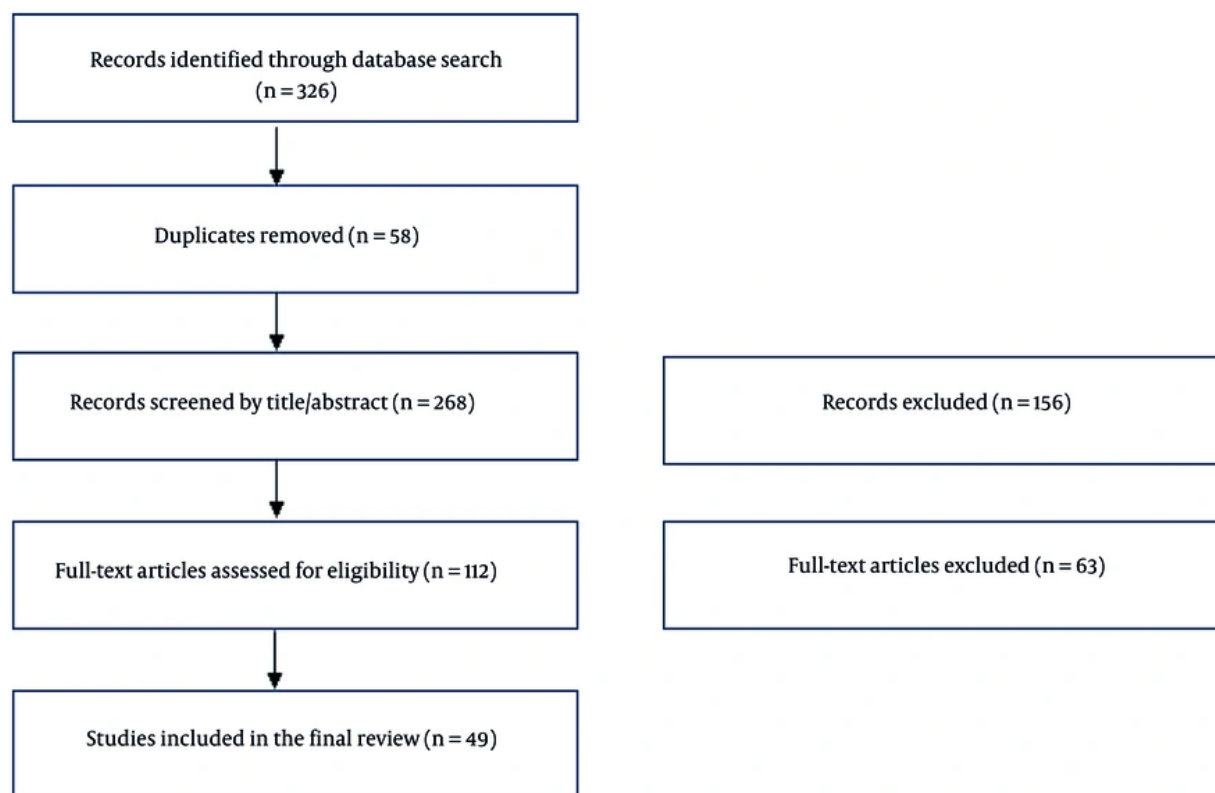 Records identified through database search
(n = 326)
Duplicates removed (n = 58)
Records screened by title/abstract (n = 268)
Records excluded (n = 156)
Full-text articles assessed for eligibility (n = 112)
Full-text articles excluded (n = 63)
Studies included in the final review (n = 49)